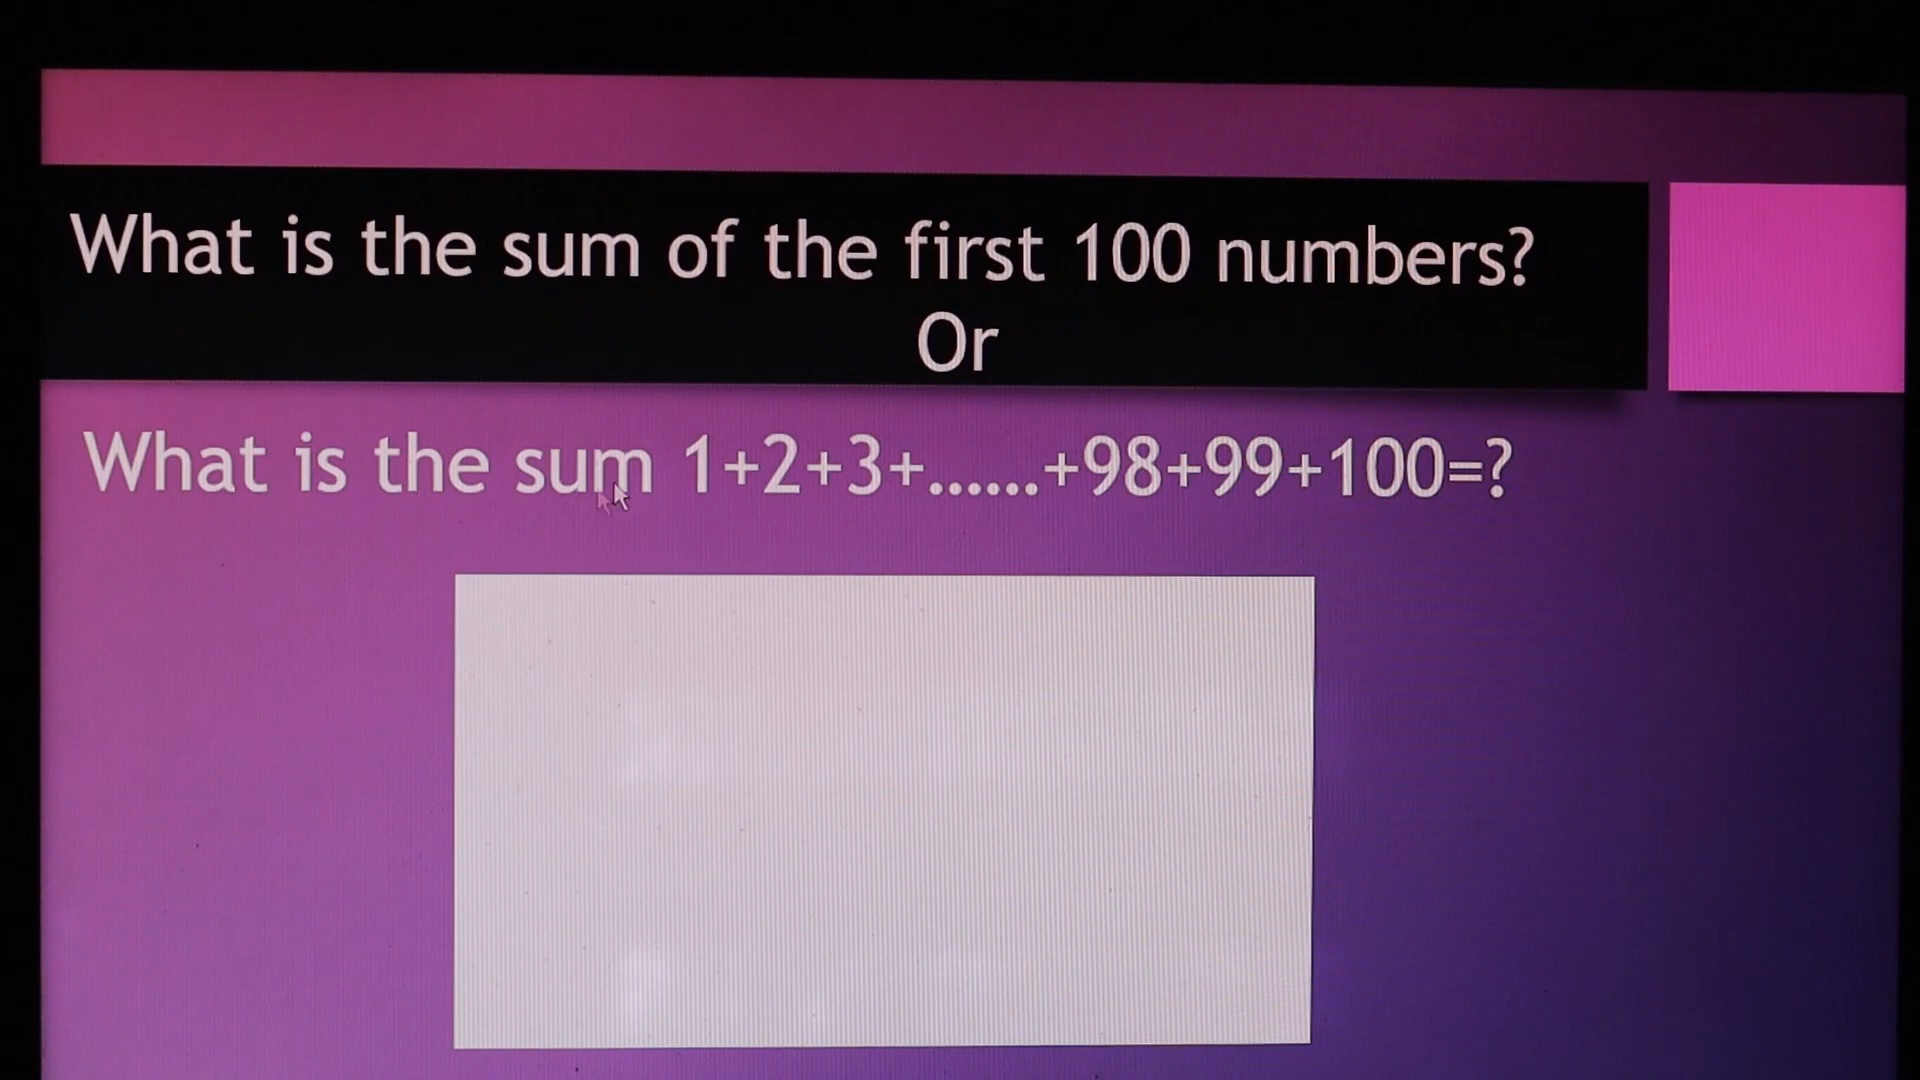 What is the sum of the first 100 numbers?
Or
What is the sum 1+2+3+......+98+99+100=?